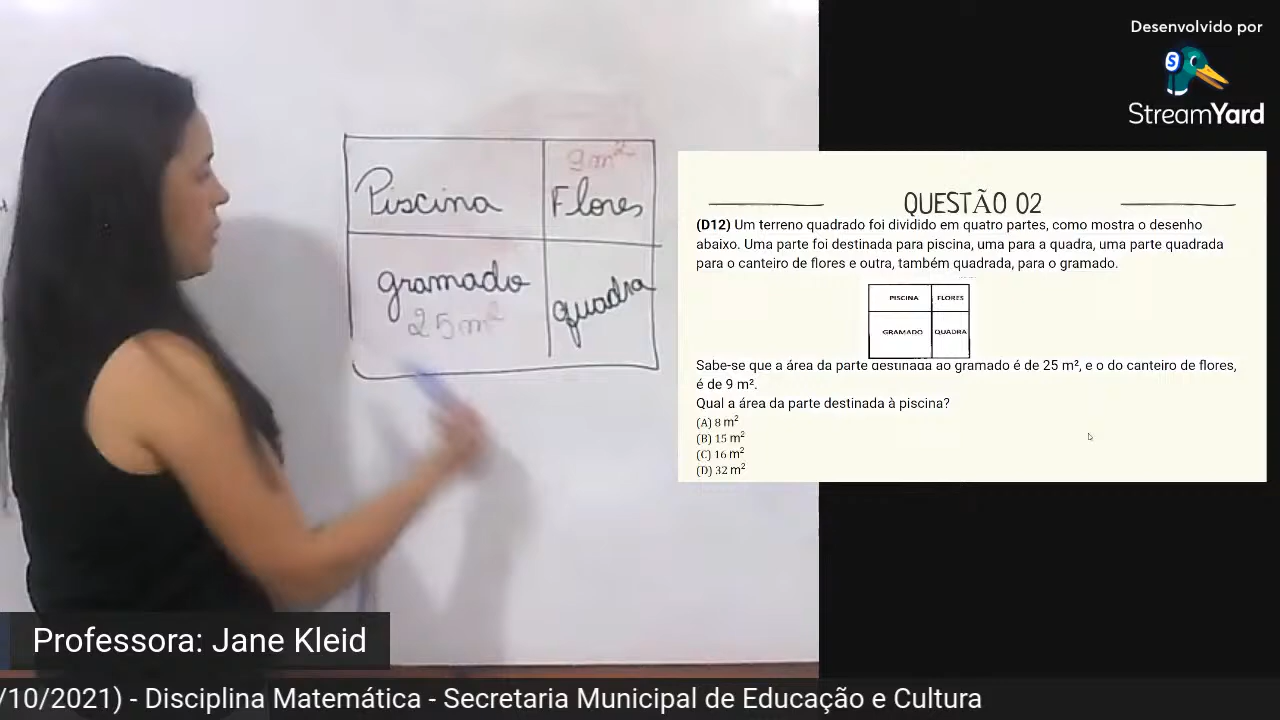 Desenvolvido por
StreamYard
9m²
Piscina
Flores
gramado
quadra
25m²
QUESTÃO 02
(D12) Um terreno quadrado foi dividido em quatro partes, como mostra o desenho
abaixo. Uma parte foi destinada para piscina, uma para a quadra, uma parte quadrada
para o canteiro de flores e outra, também quadrada, para o gramado.
PISCINA FLORES
GRAMADO QUADRA
Sabe-se que a área da parte destinada ao gramado é de 25 m², e o do canteiro de flores,
é de 9 m².
Qual a área da parte destinada à piscina?
(A) 8 m²
(B) 15 m²
(C) 16 m²
(D) 32 m²
Professora: Jane Kleid
/10/2021) - Disciplina Matemática - Secretaria Municipal de Educação e Cultura